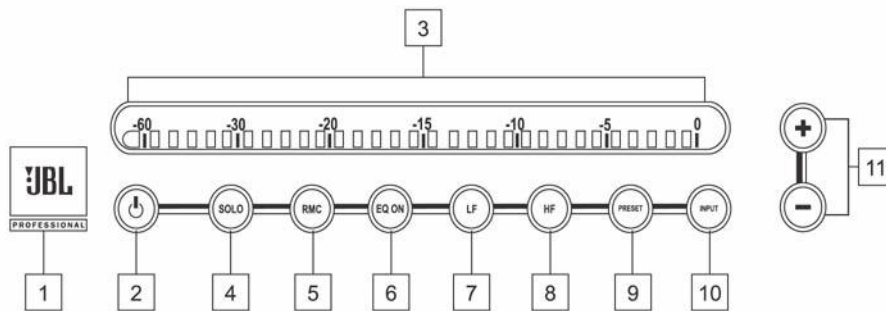 3
-60 -30 -20 -15 -10 -5 0
JBL
PROFESSIONAL
SOLO RMC EQ ON LF HF PRESET INPUT
+
−
11
1 2 4 5 6 7 8 9 10